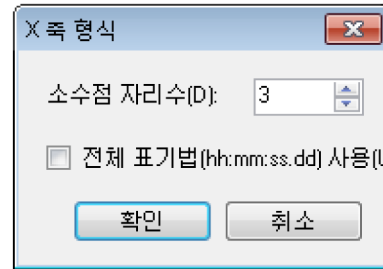 X 죽 형식
소수점 자리수(D): 3
전체 표기법(hh:mm:ss.dd) 사용(
확인 취소